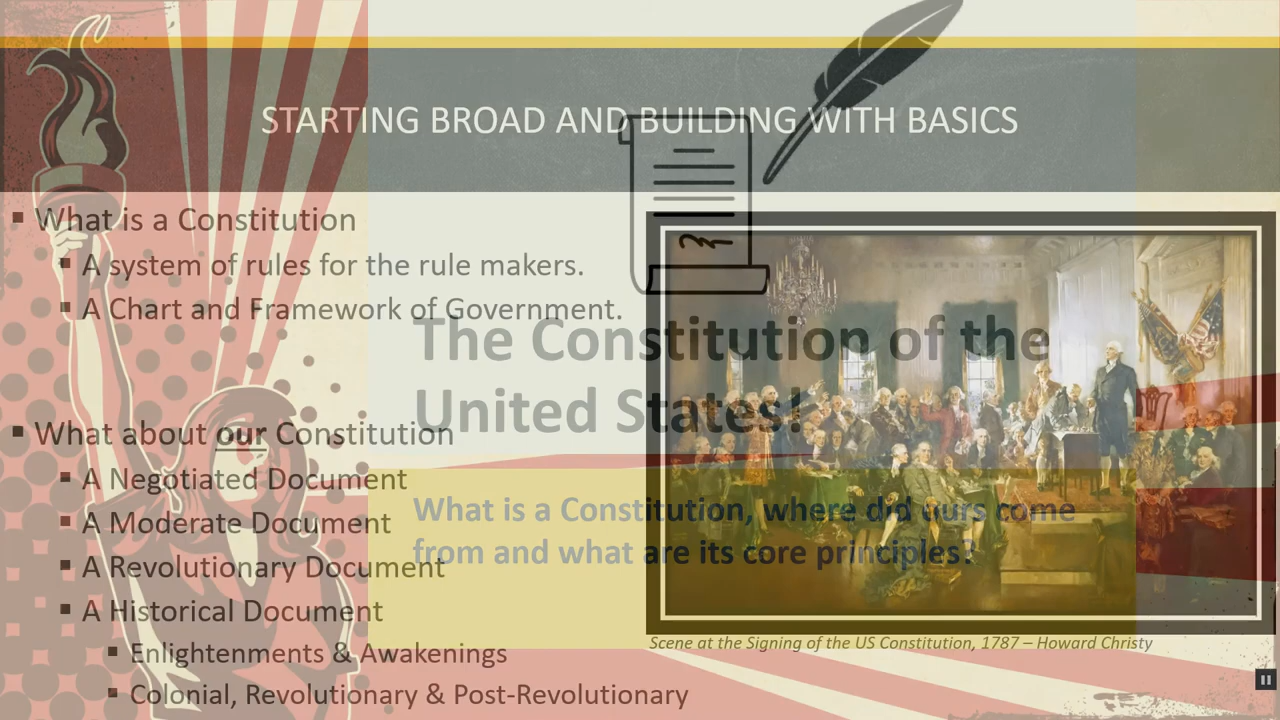 STARTING BROAD AND BUILDING WITH BASICS
▪ What is a Constitution
▪ A system of rules for the rule makers.
▪ A Chart and Framework of Government.
The Constitution of the
United States!
▪ What about our Constitution
▪ A Negotiated Document
▪ A Moderate Document
▪ A Revolutionary Document
▪ A Historical Document
▪ Enlightenments & Awakenings
▪ Colonial, Revolutionary & Post-Revolutionary
What is a Constitution, where did ours come
from and what are its core principles?
Scene at the Signing of the US Constitution, 1787 – Howard Christy